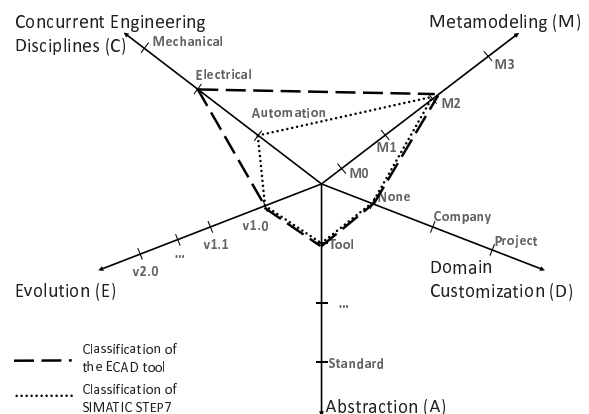 Concurrent Engineering
Disciplines (C)
Metamodeling (M)
Mechanical
M3
Electrical
M2
Automation
M1
M0
None
Company
v1.0
Project
v1.1
Tool
...
v2.0
Domain
Customization (D)
Evolution (E)
...
Classification of
the ECAD tool
Standard
Classification of
SIMATIC STEP7
Abstraction (A)